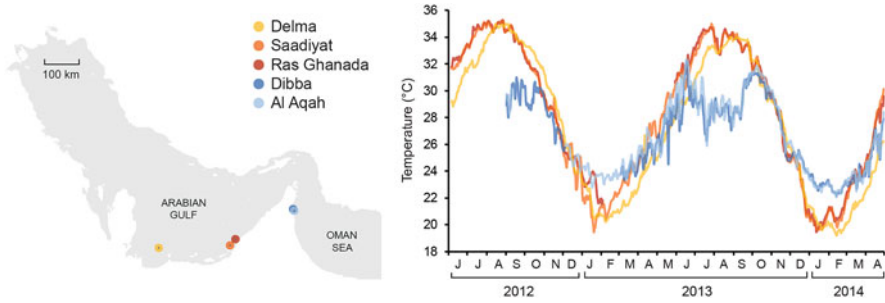 Delma
Saadiyat
Ras Ghanada
Dibba
Al Aqah
100 km
ARABIAN
GULF
OMAN
SEA
Temperature (°C)
36
34
32
30
28
26
24
22
20
18
J J A S O N D J F M A M J J A S O N D J F M A
2012 2013 2014